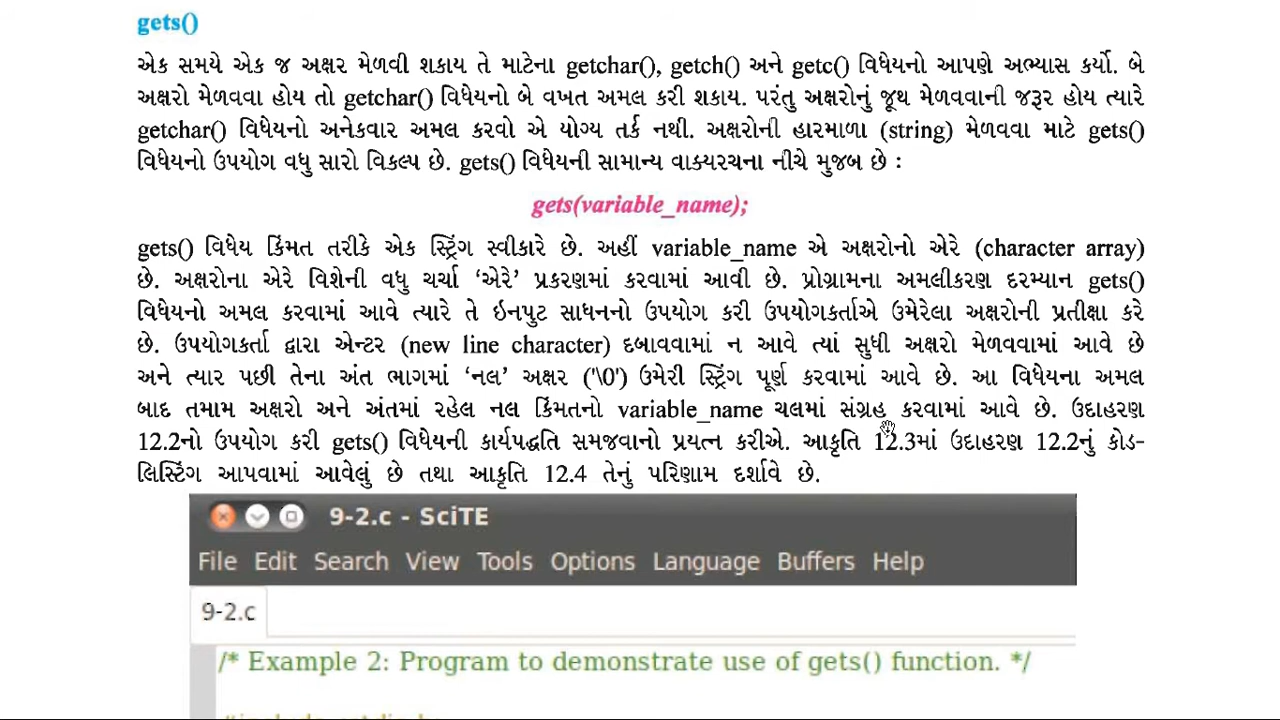 gets()
એક સમયે એક જ અક્ષર મેળવી શકાય તે માટેના getchar(), getch() અને getc() વિધેયનો આપણે અભ્યાસ કર્યો. બે
અક્ષરો મેળવવા હોય તો getchar() વિધેયનો બે વખત અમલ કરી શકાય. પરંતુ અક્ષરોનું જૂથ મેળવવાની જરૂર હોય ત્યારે
getchar() વિધેયનો અનેકવાર અમલ કરવો એ યોગ્ય તર્ક નથી. અક્ષરોની હારમાળા (string) મેળવવા માટે gets()
વિધેયનો ઉપયોગ વધુ સારો વિકલ્પ છે. gets() વિધેયની સામાન્ય વાક્યરચના નીચે મુજબ છે :
gets(variable_name);
gets() વિધેય કિંમત તરીકે એક સ્ટ્રિંગ સ્વીકારે છે. અહીં variable_name એ અક્ષરોનો એરે (character array)
છે. અક્ષરોના એરે વિશેની વધુ ચર્ચા ‘એરે’ પ્રકરણમાં કરવામાં આવી છે. પ્રોગ્રામના અમલીકરણ દરમ્યાન gets()
વિધેયનો અમલ કરવામાં આવે ત્યારે તે ઇનપુટ સાધનનો ઉપયોગ કરી ઉપયોગકર્તાએ ઉમેરેલા અક્ષરોની પ્રતીક્ષા કરે
છે. ઉપયોગકર્તા દ્વારા એન્ટર (new line character) દબાવવામાં ન આવે ત્યાં સુધી અક્ષરો મેળવવામાં આવે છે
અને ત્યાર પછી તેના અંત ભાગમાં ‘નલ’ અક્ષર ('\0') ઉમેરી સ્ટ્રિંગ પૂર્ણ કરવામાં આવે છે. આ વિધેયના અમલ
બાદ તમામ અક્ષરો અને અંતમાં રહેલ નલ કિંમતનો variable_name ચલમાં સંગ્રહ કરવામાં આવે છે. ઉદાહરણ
12.2નો ઉપયોગ કરી gets() વિધેયની કાર્યપદ્ધતિ સમજવાનો પ્રયત્ન કરીએ. આકૃતિ 12.3માં ઉદાહરણ 12.2નું કોડ-
લિસ્ટિંગ આપવામાં આવેલું છે તથા આકૃતિ 12.4 તેનું પરિણામ દર્શાવે છે.
9-2.c - SciTE
File Edit Search View Tools Options Language Buffers Help
9-2.c
/* Example 2: Program to demonstrate use of gets() function. */